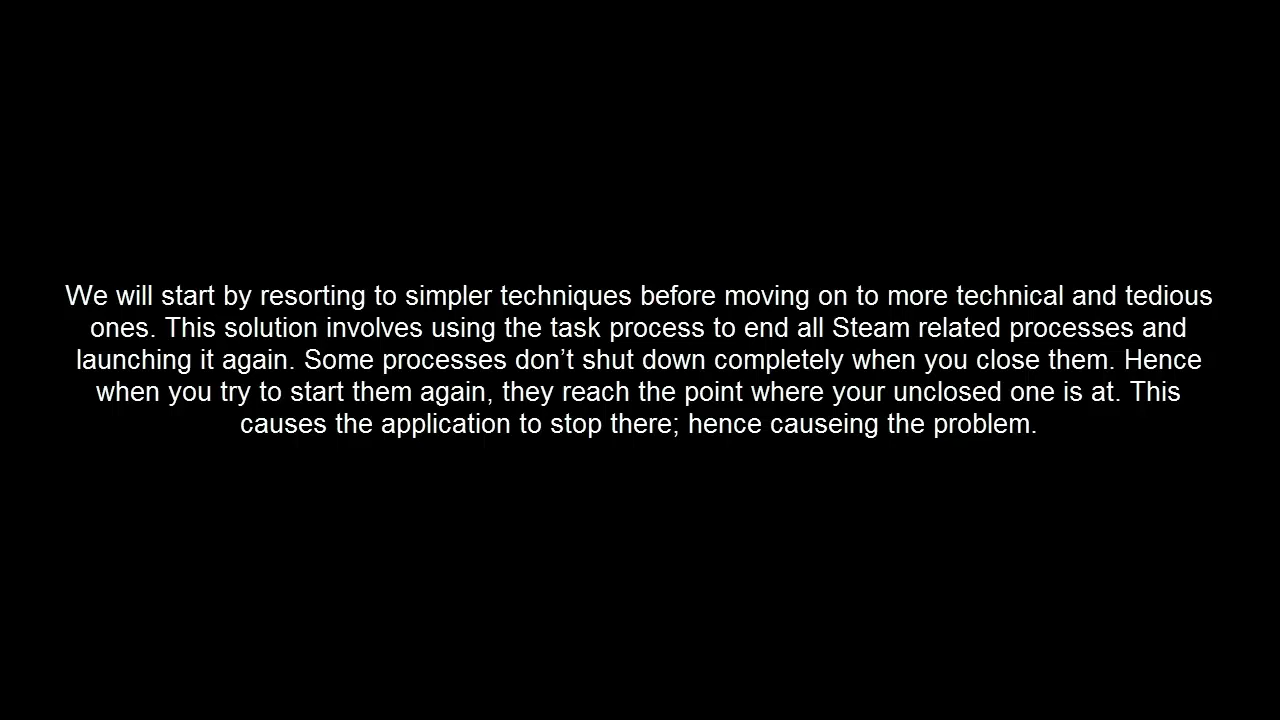 We will start by resorting to simpler techniques before moving on to more technical and tedious
ones. This solution involves using the task process to end all Steam related processes and
launching it again. Some processes don’t shut down completely when you close them. Hence
when you try to start them again, they reach the point where your unclosed one is at. This
causes the application to stop there; hence causeing the problem.